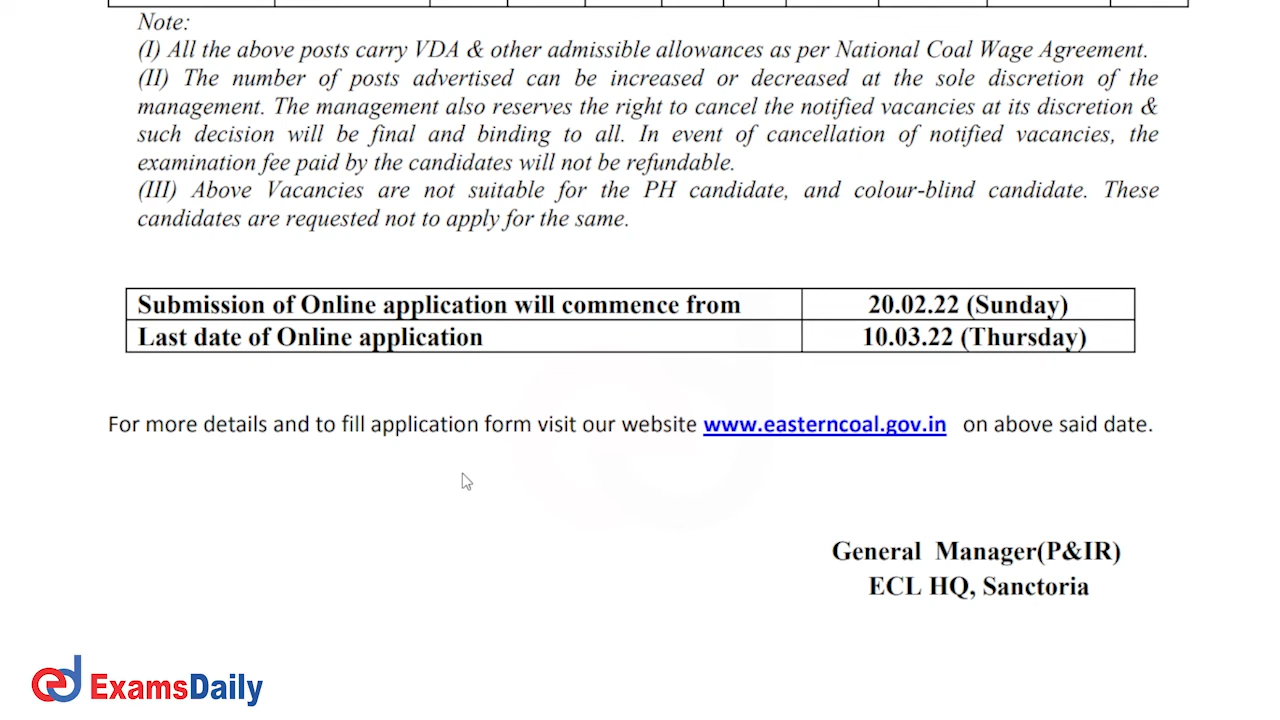 Note:
(I) All the above posts carry VDA & other admissible allowances as per National Coal Wage Agreement.
(II) The number of posts advertised can be increased or decreased at the sole discretion of the
management. The management also reserves the right to cancel the notified vacancies at its discretion &
such decision will be final and binding to all. In event of cancellation of notified vacancies, the
examination fee paid by the candidates will not be refundable.
(III) Above Vacancies are not suitable for the PH candidate, and colour-blind candidate. These
candidates are requested not to apply for the same.
Submission of Online application will commence from 20.02.22 (Sunday)
Last date of Online application 10.03.22 (Thursday)
For more details and to fill application form visit our website www.easterncoal.gov.in on above said date.
General Manager(P&IR)
ECL HQ, Sanctoria
ExamsDaily